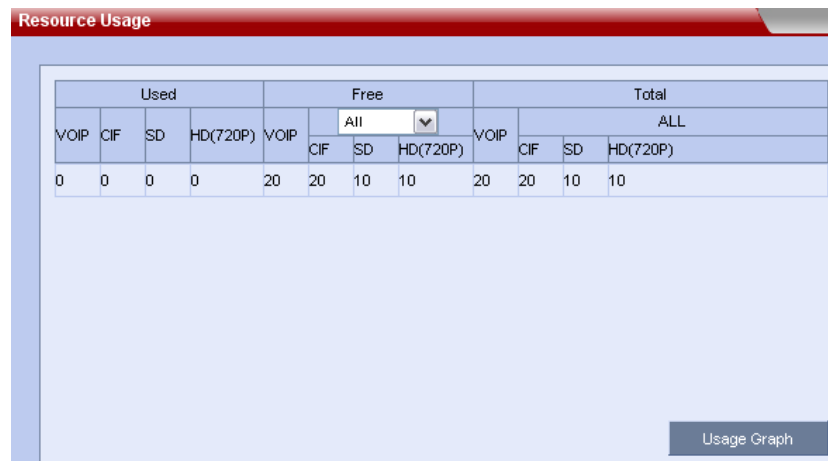 Resource Usage
Used Free Total
All ALL
VOIP CIF SD HD(720P) VOIP CIF SD HD(720P) VOIP CIF SD HD(720P)
0 0 0 0 20 20 10 10 20 20 10 10
Usage Graph